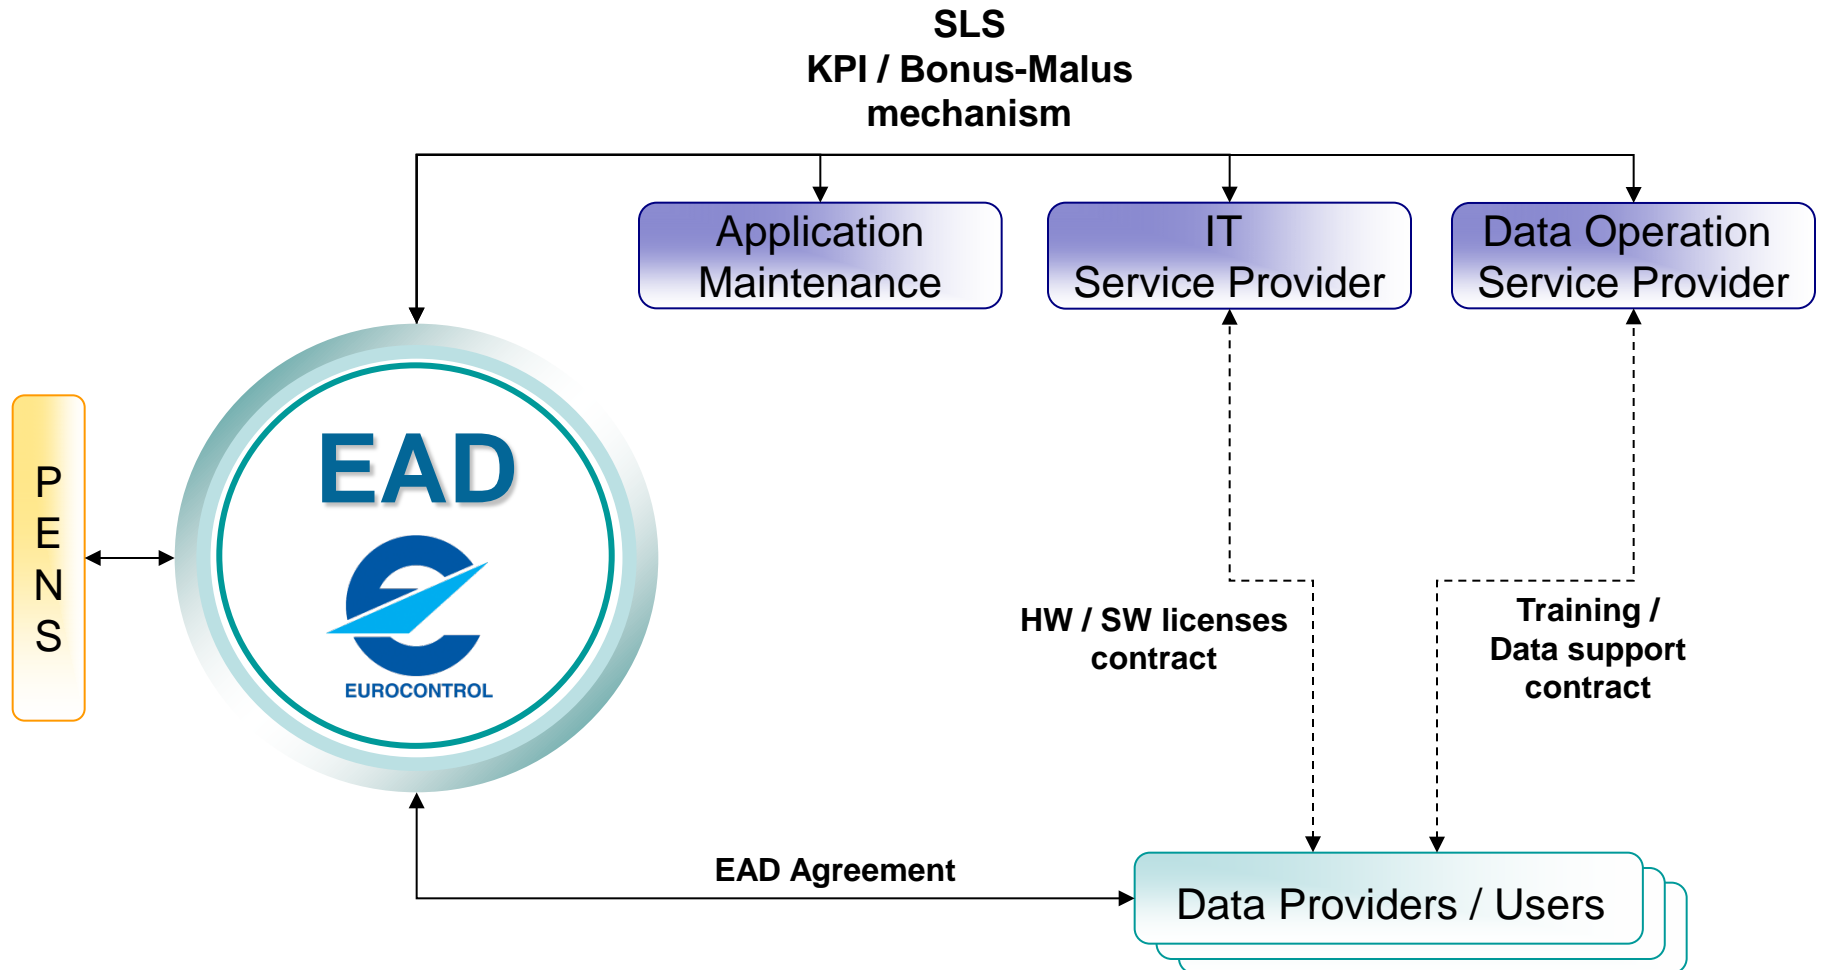 SLS
KPI / Bonus-Malus
mechanism
Application
Maintenance
IT
Service Provider
Data Operation
Service Provider
P
E
N
S
EAD
EUROCONTROL
HW / SW licenses
contract
Training /
Data support
contract
EAD Agreement
Data Providers / Users